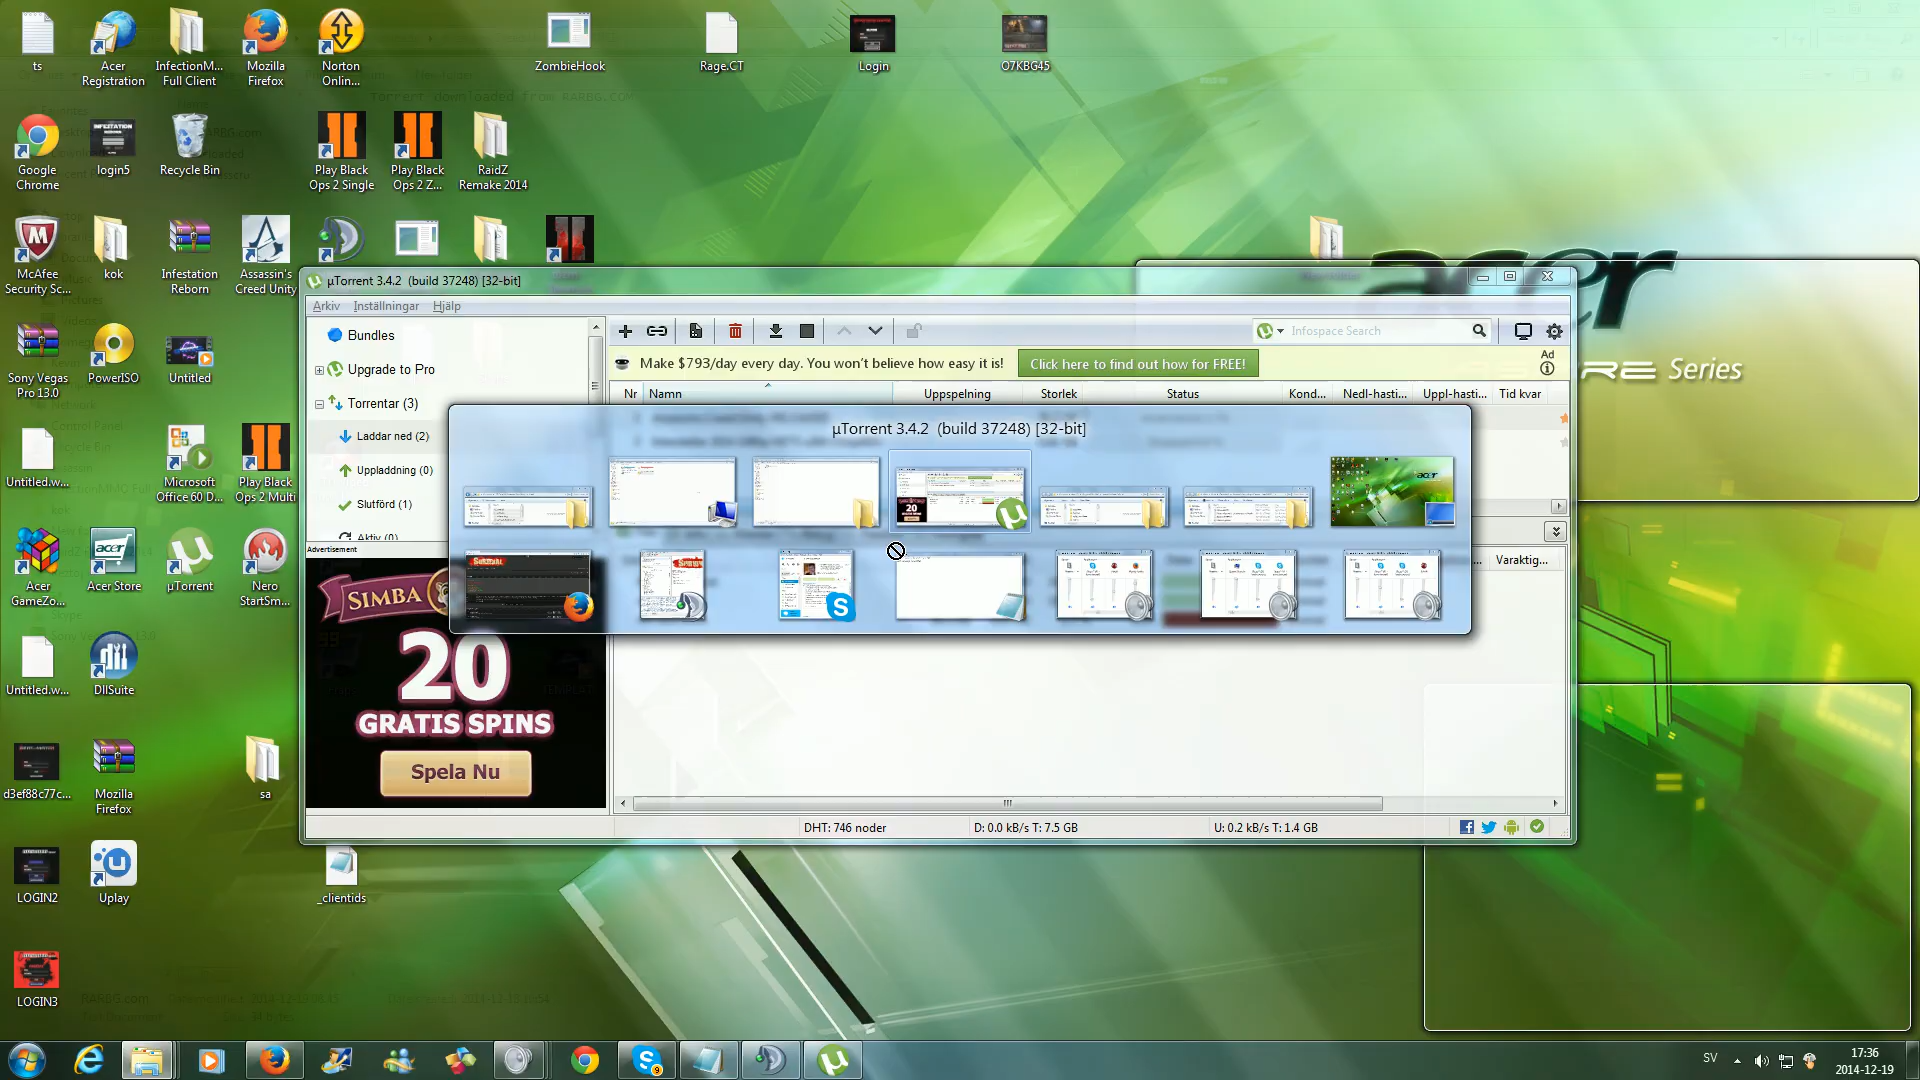 ts
Acer
Registration
InfectionM...
Full Client
Mozilla
Firefox
Norton
Onlin...
ZombieHook
Rage.CT
Login
O7KBG45
Torrent downloaded from RARBG.COM
Google
Chrome
login5
Recycle Bin
Play Black
Ops 2 Single
Play Black
Ops 2 Z...
RaidZ
Remake 2014
McAfee
Security Sc...
kok
Infestation
Reborn
Assassin's
Creed Unity
acer
Series
µTorrent 3.4.2 (build 37248) [32-bit]
Arkiv Inställningar Hjälp
Bundles
Upgrade to Pro
Torrentar (3)
Laddar ned (2)
Uppladdning (0)
Slutförd (1)
Aktiv (0)
Infospace Search
Make $793/day every day. You won't believe how easy it is!
Click here to find out how for FREE!
Ad
Nr Namn Uppspelning Storlek Status Kond... Nedl-hasti... Uppl-hasti... Tid kvar
µTorrent 3.4.2 (build 37248) [32-bit]
Varaktig...
Sony Vegas
Pro 13.0
PowerISO
Untitled
Untitled.w...
Microsoft
Office 60 D...
Play Black
Ops 2 Multi
Acer
GameZo...
Acer Store
µTorrent
Nero
StartSm...
Advertisement
SIMBA
20
GRATIS SPINS
Spela Nu
DHT: 746 noder
D: 0.0 kB/s T: 7.5 GB
U: 0.2 kB/s T: 1.4 GB
Untitled.w...
DllSuite
d3ef88c77c...
Mozilla
Firefox
sa
LOGIN2
Uplay
_clientids
LOGIN3
SV
17:36
2014-12-19